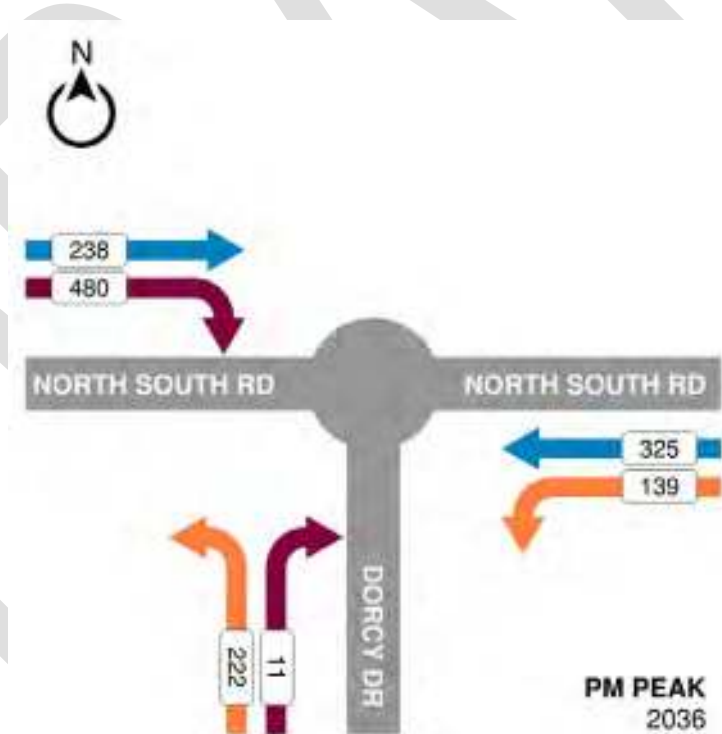 N
238
480
NORTH SOUTH RD
NORTH SOUTH RD
325
139
222
11
DORCY DR
PM PEAK
2036